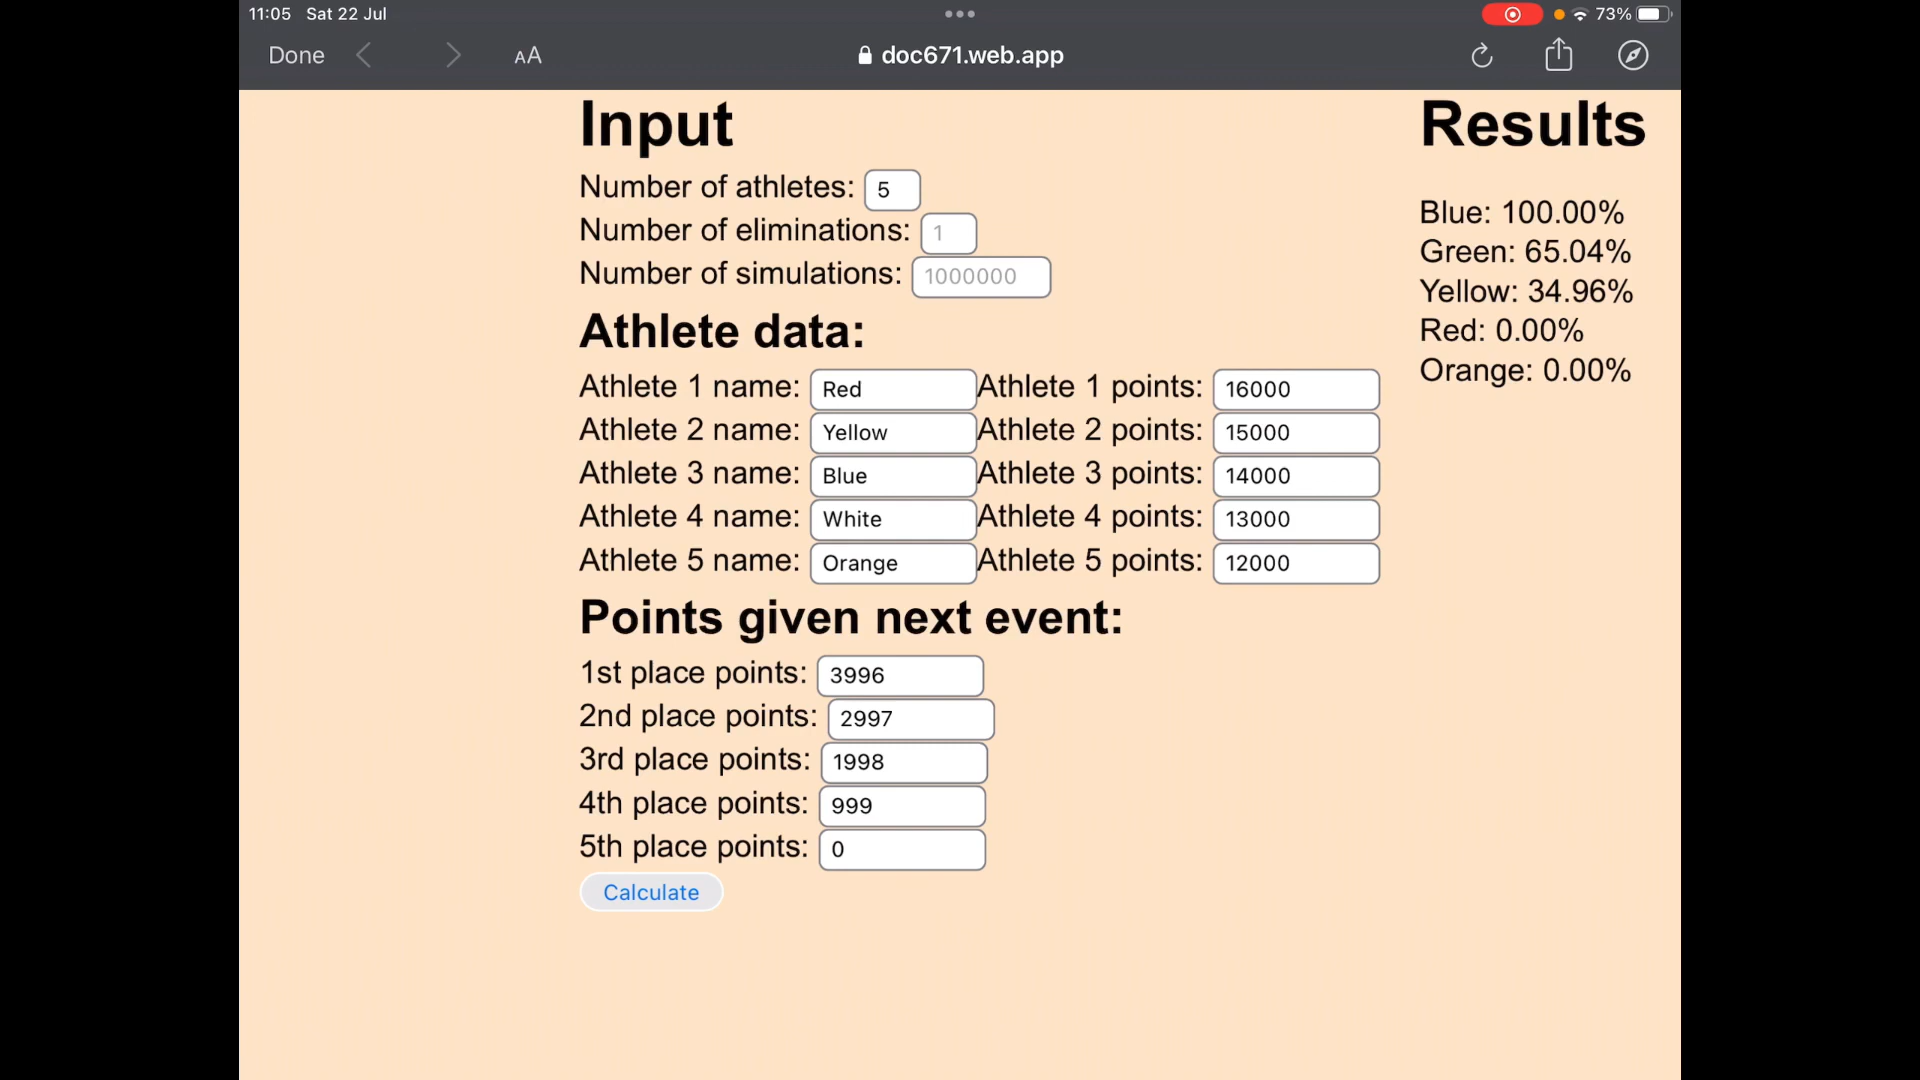 11:05 Sat 22 Jul
73%
Done
AA
doc671.web.app
Input
Number of athletes: 5
Number of eliminations: 1
Number of simulations: 1000000
Athlete data:
Athlete 1 name: Red Athlete 1 points: 16000
Athlete 2 name: Yellow Athlete 2 points: 15000
Athlete 3 name: Blue Athlete 3 points: 14000
Athlete 4 name: White Athlete 4 points: 13000
Athlete 5 name: Orange Athlete 5 points: 12000
Points given next event:
1st place points: 3996
2nd place points: 2997
3rd place points: 1998
4th place points: 999
5th place points: 0
Calculate
Results
Blue: 100.00%
Green: 65.04%
Yellow: 34.96%
Red: 0.00%
Orange: 0.00%